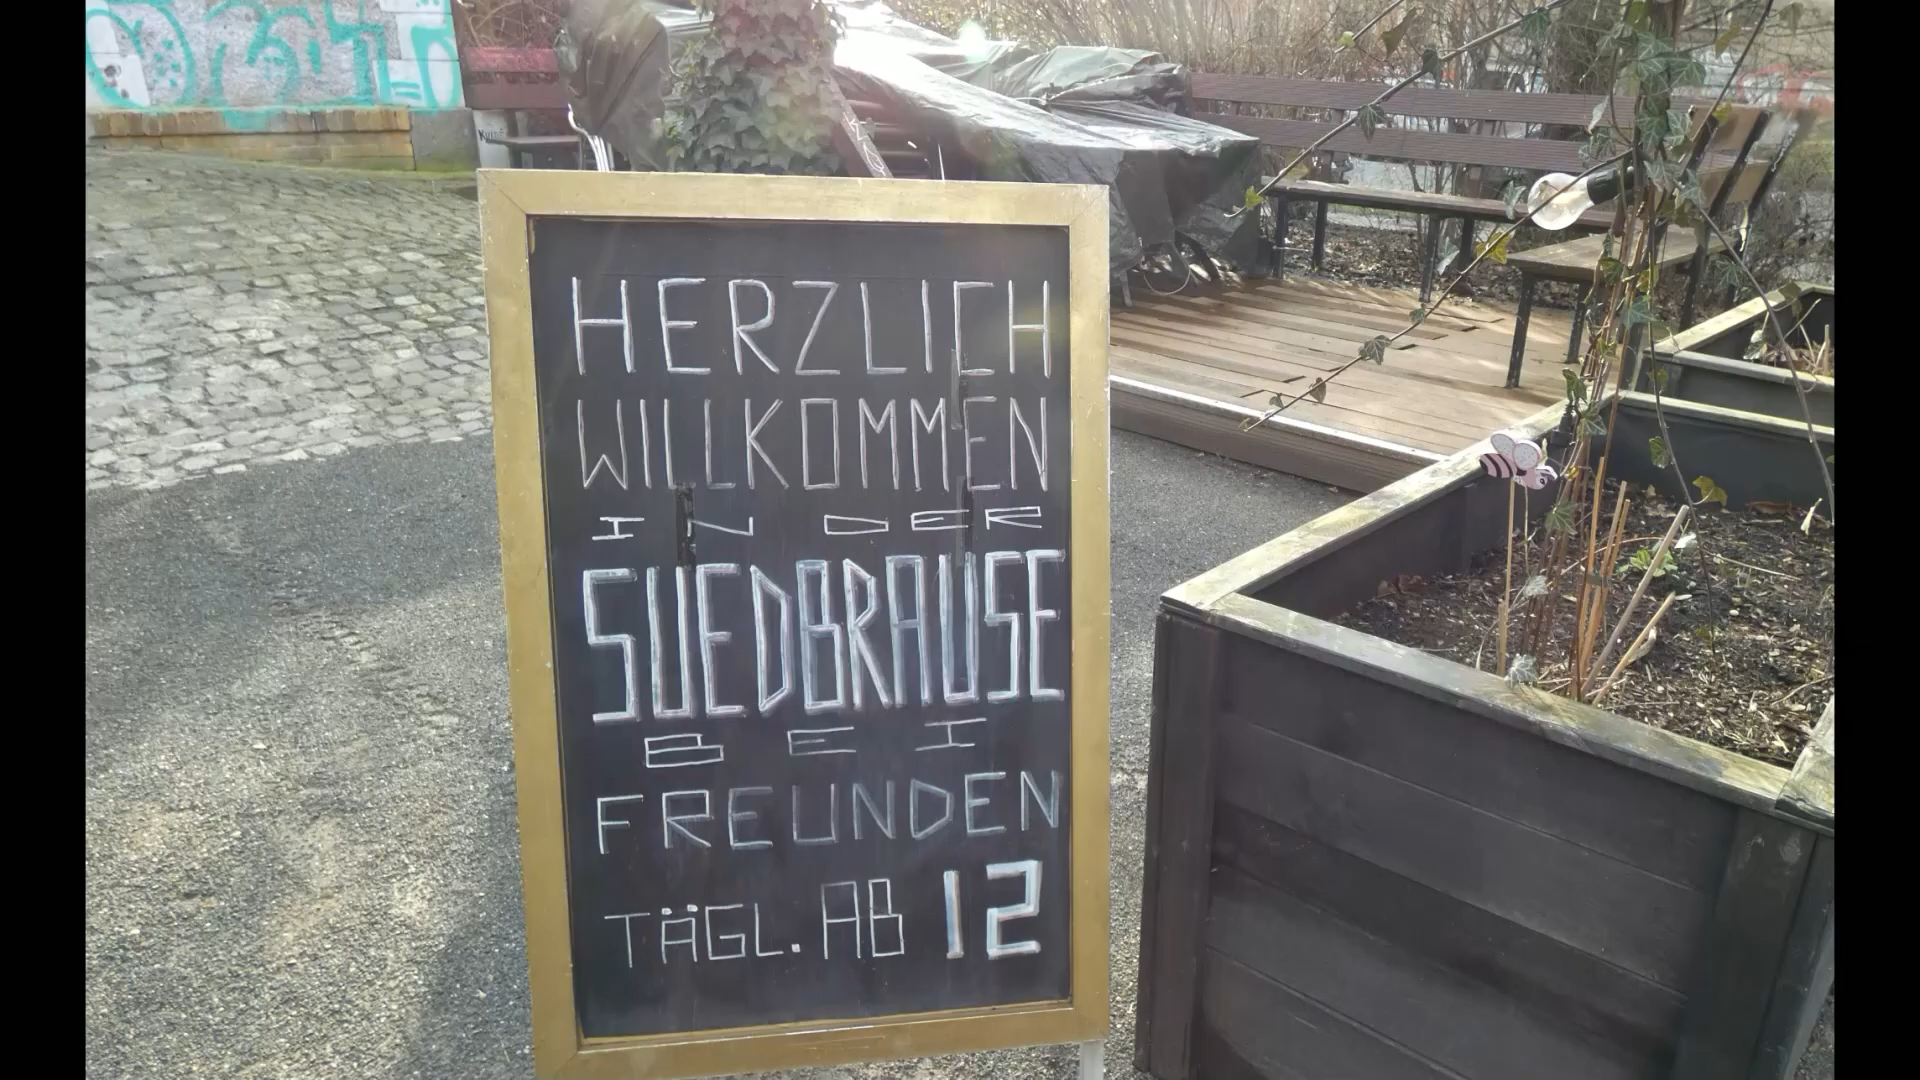 HERZLICH
WILLKOMMEN
IN DER
SUEDBRAUSE
BEI
FREUNDEN
TÄGL. AB 12